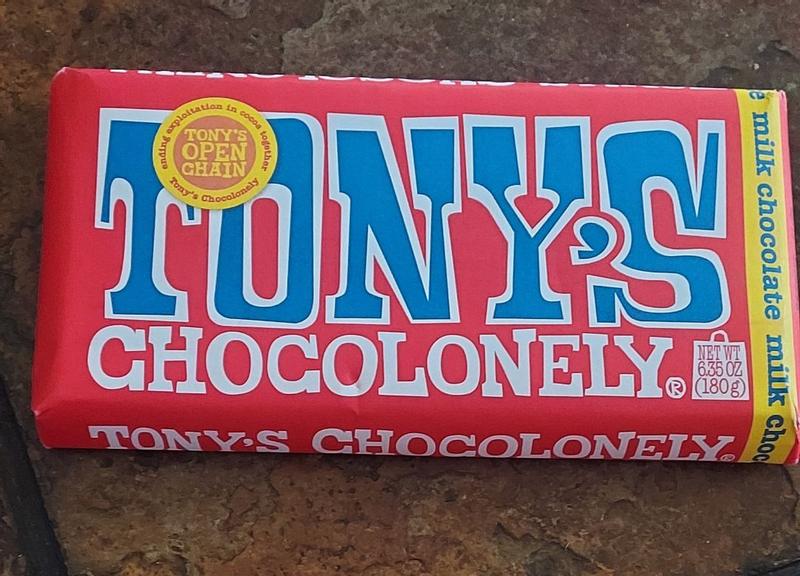 TONY'S
CHOCOLONELY®
ending exploitation in cocoa together
TONY'S
OPEN
CHAIN
Tony's Chocolonely
NET WT
6.35 OZ
(180g)
TONY'S CHOCOLONELY®
e milk chocolate milk choc